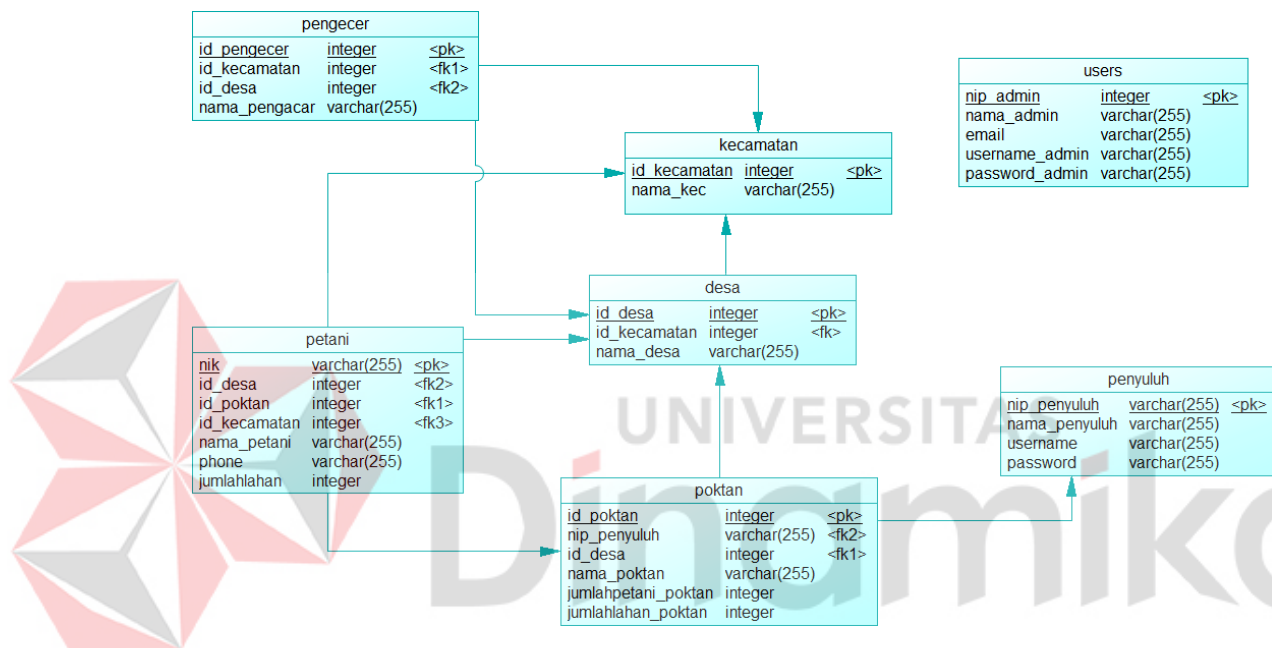 pengecer
id_pengecer integer <pk>
id_kecamatan integer <fk1>
id_desa integer <fk2>
nama_pengacar varchar(255)
users
nip_admin integer <pk>
nama_admin varchar(255)
email varchar(255)
username_admin varchar(255)
password_admin varchar(255)
kecamatan
id_kecamatan integer <pk>
nama_kec varchar(255)
desa
id_desa integer <pk>
id_kecamatan integer <fk>
nama_desa varchar(255)
petani
nik varchar(255) <pk>
id_desa integer <fk2>
id_poktan integer <fk1>
id_kecamatan integer <fk3>
nama_petani varchar(255)
phone varchar(255)
jumlahlahan integer
penyuluh
nip_penyuluh varchar(255) <pk>
nama_penyuluh varchar(255)
username varchar(255)
password varchar(255)
poktan
id_poktan integer <pk>
nip_penyuluh varchar(255) <fk2>
id_desa integer <fk1>
nama_poktan varchar(255)
jumlahpetani_poktan integer
jumlahlahan_poktan integer
UNIVERSITAS
Dinamika